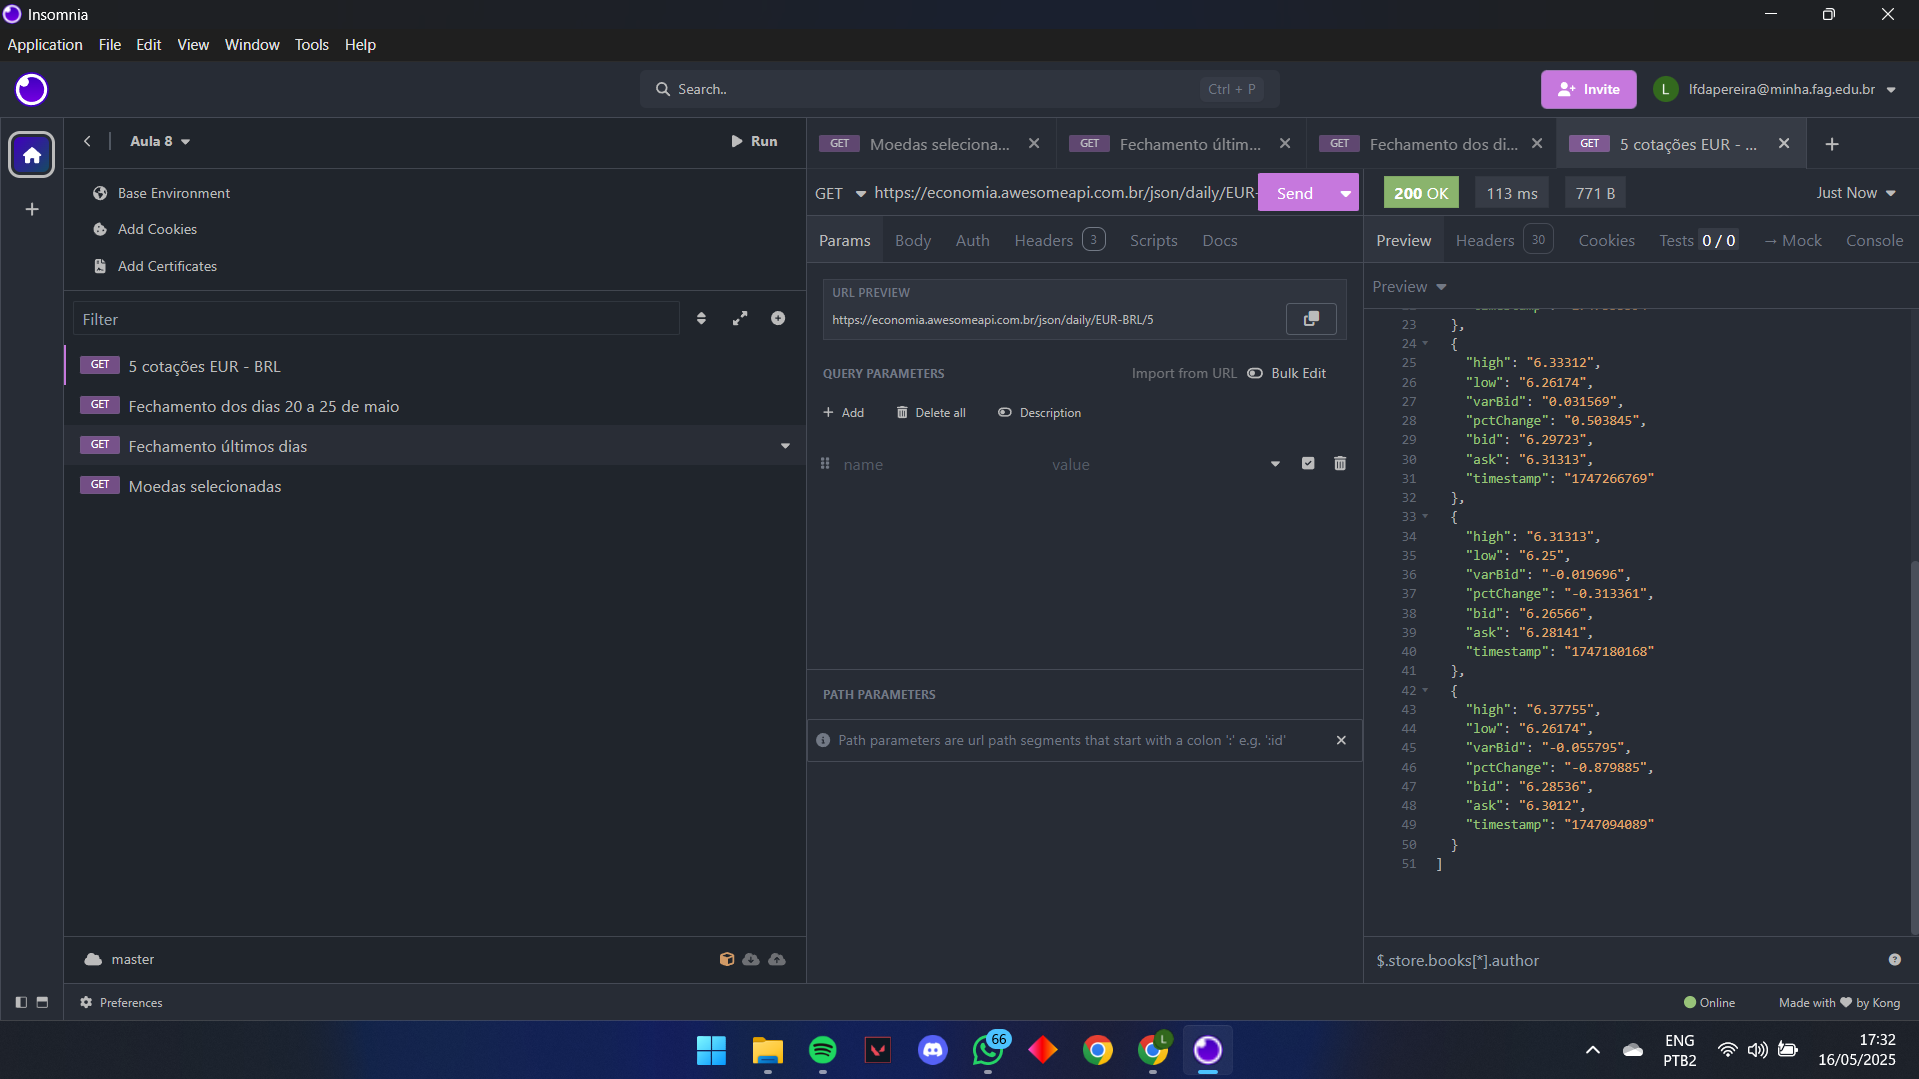 Insomnia
Application File Edit View Window Tools Help
Search.. Ctrl + P
Invite
L lfdapereira@minha.fag.edu.br
Aula 8
Run
Base Environment
Add Cookies
Add Certificates
Filter
GET 5 cotações EUR - BRL
GET Fechamento dos dias 20 a 25 de maio
GET Fechamento últimos dias
GET Moedas selecionadas
master
Preferences
GET Moedas seleciona...
GET Fechamento últim...
GET Fechamento dos di...
GET 5 cotações EUR - ...
GET https://economia.awesomeapi.com.br/json/daily/EUR-
Send
Params Body Auth Headers 3 Scripts Docs
URL PREVIEW
https://economia.awesomeapi.com.br/json/daily/EUR-BRL/5
QUERY PARAMETERS
Import from URL Bulk Edit
Add Delete all Description
name value
PATH PARAMETERS
Path parameters are url path segments that start with a colon ':' e.g. ':id'
200 OK 113 ms 771 B Just Now
Preview Headers 30 Cookies Tests 0 / 0 → Mock Console
Preview
23 },
24 {
25 "high": "6.33312",
26 "low": "6.26174",
27 "varBid": "0.031569",
28 "pctChange": "0.503845",
29 "bid": "6.29723",
30 "ask": "6.31313",
31 "timestamp": "1747266769"
32 },
33 {
34 "high": "6.31313",
35 "low": "6.25",
36 "varBid": "-0.019696",
37 "pctChange": "-0.313361",
38 "bid": "6.26566",
39 "ask": "6.28141",
40 "timestamp": "1747180168"
41 },
42 {
43 "high": "6.37755",
44 "low": "6.26174",
45 "varBid": "-0.055795",
46 "pctChange": "-0.879885",
47 "bid": "6.28536",
48 "ask": "6.3012",
49 "timestamp": "1747094089"
50 }
51 ]
$.store.books[*].author
Online
Made with ♥ by Kong
66
L
ENG
PTB2
17:32
16/05/2025